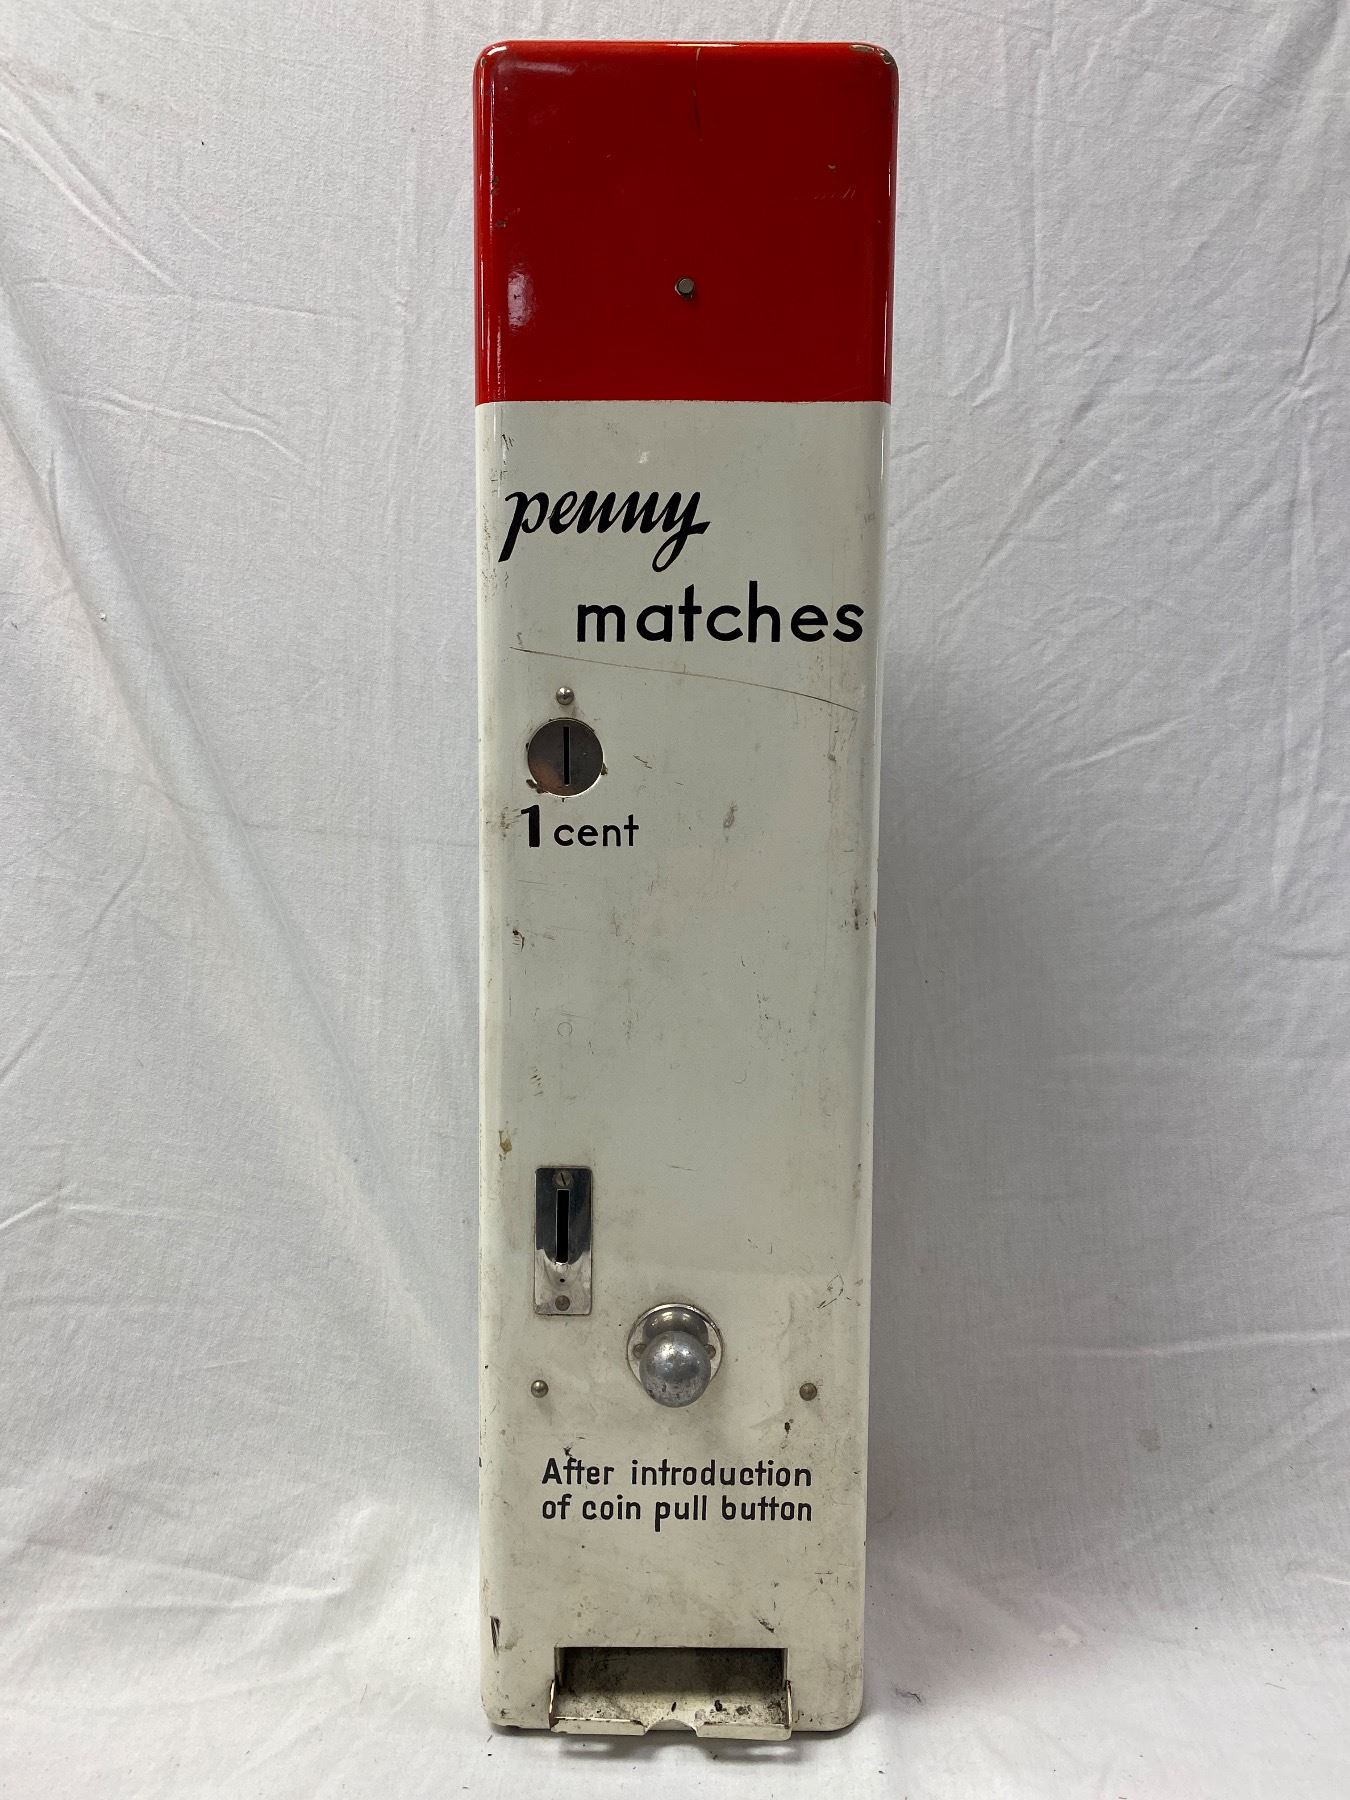 penny
matches
1 cent
After introduction
of coin pull button